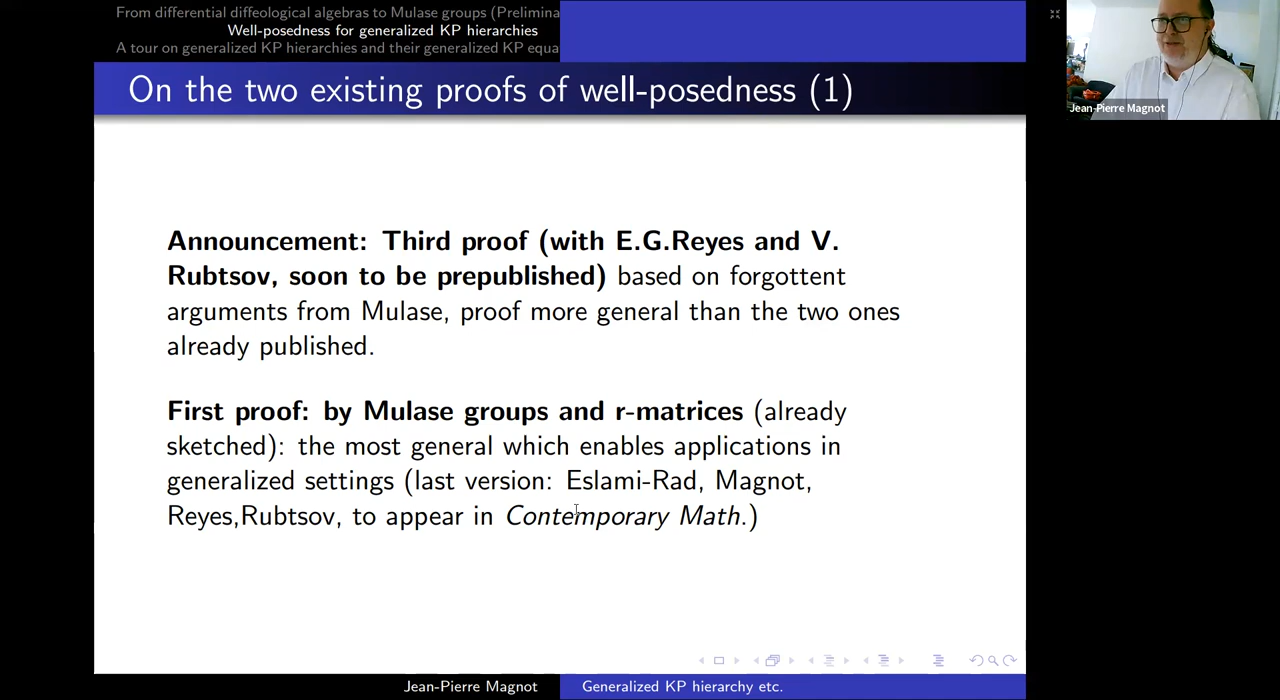 From differential diffeological algebras to Mulase groups (Prelimina
Well-posedness for generalized KP hierarchies
A tour on generalized KP hierarchies and their generalized KP equa
On the two existing proofs of well-posedness (1)
Jean-Pierre Magnot
Announcement: Third proof (with E.G.Reyes and V.
Rubtsov, soon to be prepublished) based on forgottent
arguments from Mulase, proof more general than the two ones
already published.
First proof: by Mulase groups and r-matrices (already
sketched): the most general which enables applications in
generalized settings (last version: Eslami-Rad, Magnot,
Reyes,Rubtsov, to appear in Contemporary Math.)
Jean-Pierre Magnot
Generalized KP hierarchy etc.